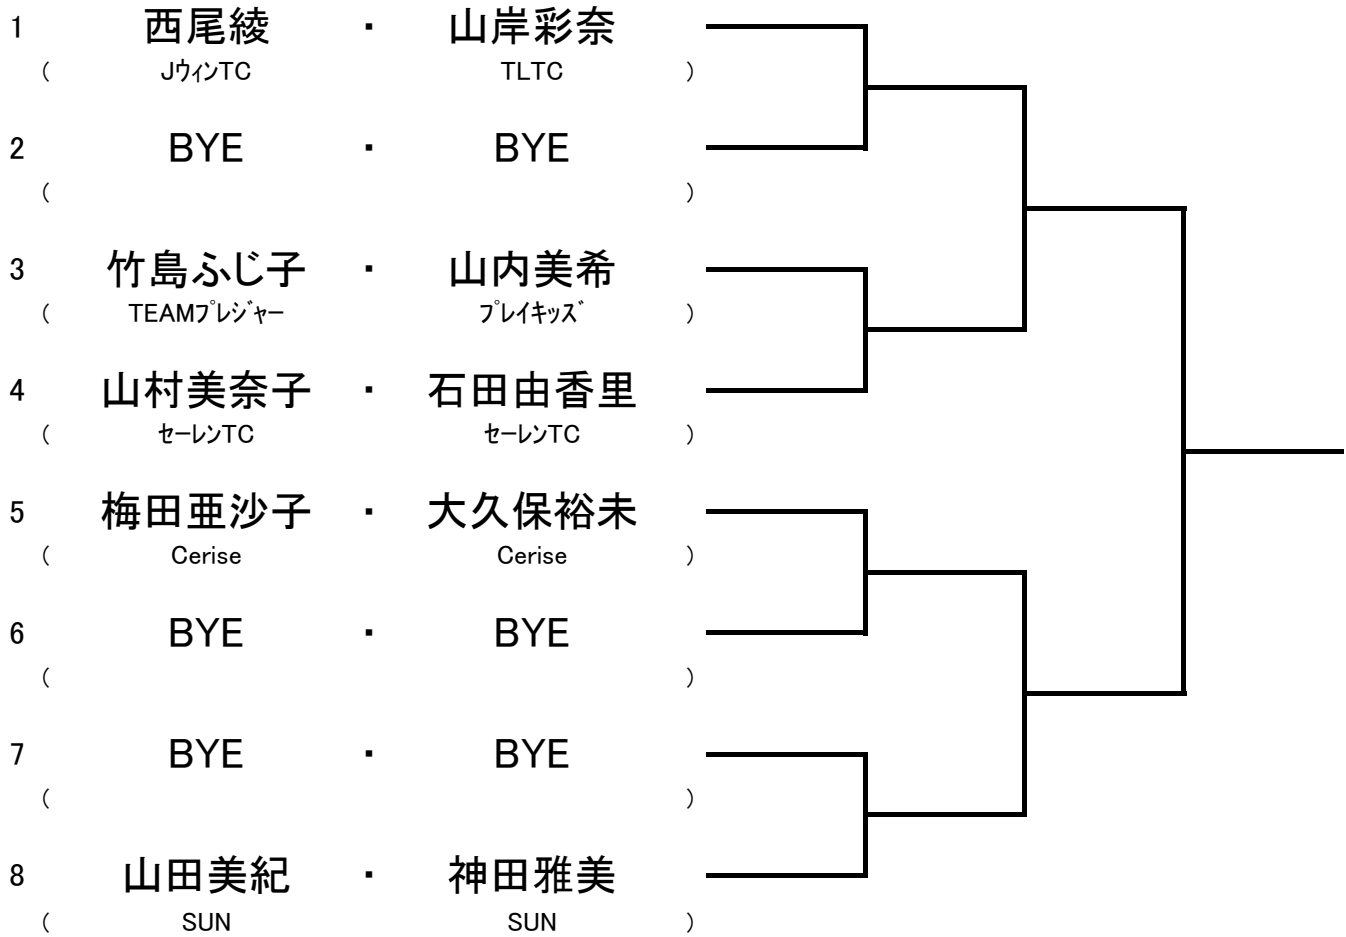 1 西尾綾 ・ 山岸彩奈
( JｳｨﾝTC TLTC )
2 BYE ・ BYE
( )
3 竹島ふじ子 ・ 山内美希
( TEAMﾌﾟﾚｼﾞｬｰ ﾌﾟﾚｲｷｯｽﾞ )
4 山村美奈子 ・ 石田由香里
( ｾｰﾚﾝTC ｾｰﾚﾝTC )
5 梅田亜沙子 ・ 大久保裕未
( Cerise Cerise )
6 BYE ・ BYE
( )
7 BYE ・ BYE
( )
8 山田美紀 ・ 神田雅美
( SUN SUN )